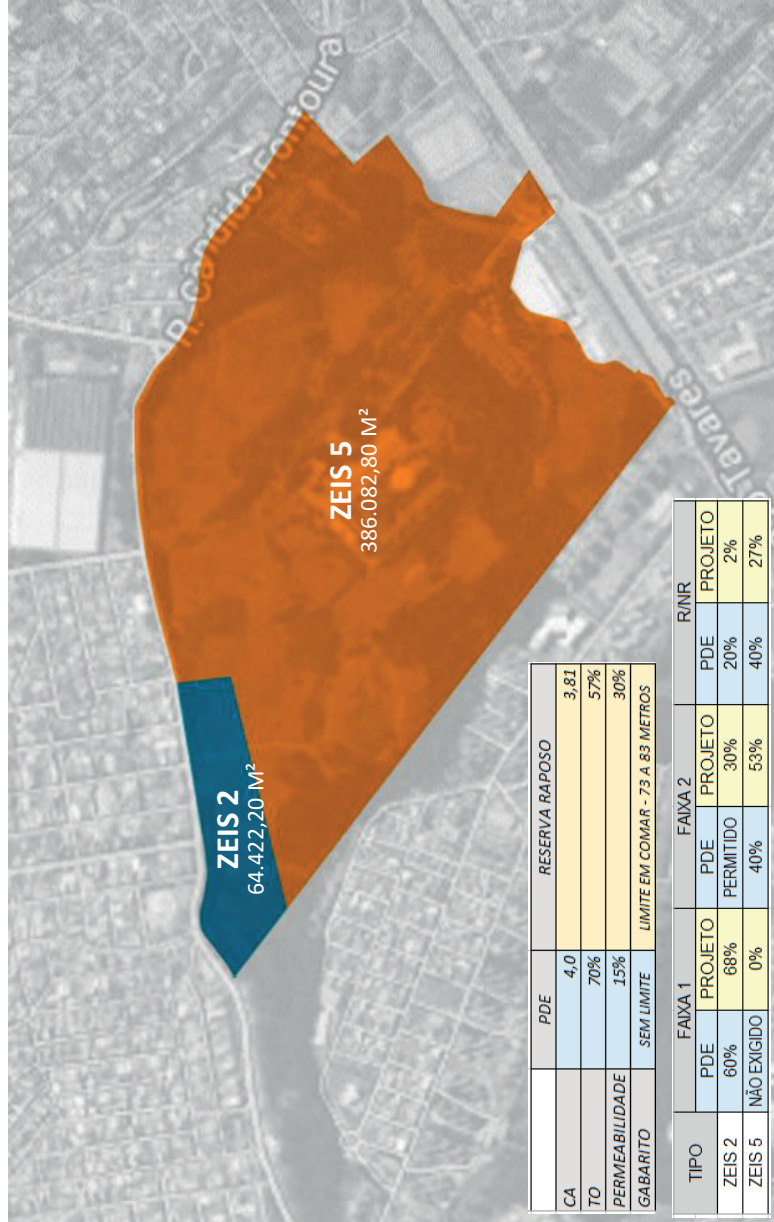 R. Candido Fontoura
ZEIS 5
386.082,80 M²
ZEIS 2
64.422,20 M²
Tavares
PDE RESERVA RAPOSO
CA 4,0 3,81
TO 70% 57%
PERMEABILIDADE 15% 30%
GABARITO SEM LIMITE LIMITE EM COMAR - 73 A 83 METROS
TIPO FAIXA 1 FAIXA 2 R/NR
PDE PROJETO PDE PROJETO PDE PROJETO
ZEIS 2 60% 68% PERMITIDO 30% 20% 2%
ZEIS 5 NÃO EXIGIDO 0% 40% 53% 40% 27%